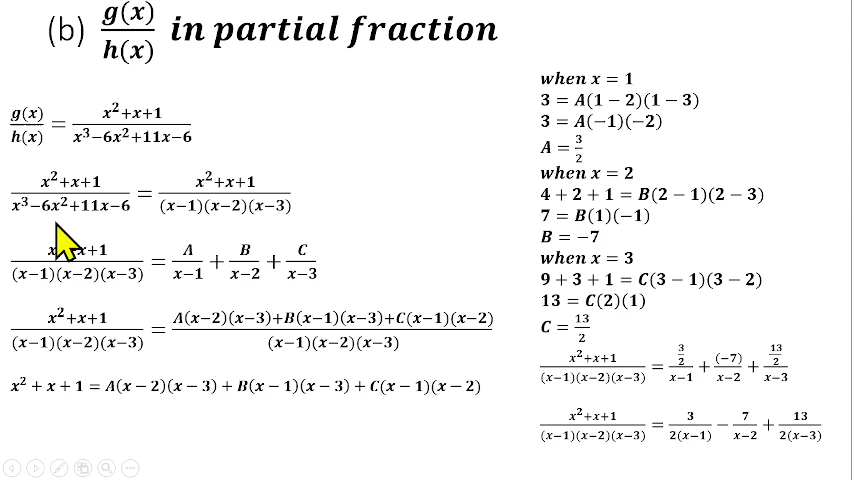 (b) g(x)/h(x) in partial fraction
g(x)/h(x) = (x²+x+1)/(x³−6x²+11x−6)
(x²+x+1)/(x³−6x²+11x−6) = (x²+x+1)/((x−1)(x−2)(x−3))
x+1/((x−1)(x−2)(x−3)) = A/(x−1) + B/(x−2) + C/(x−3)
(x²+x+1)/((x−1)(x−2)(x−3)) = (A(x−2)(x−3)+B(x−1)(x−3)+C(x−1)(x−2))/((x−1)(x−2)(x−3))
x² + x + 1 = A(x − 2)(x − 3) + B(x − 1)(x − 3) + C(x − 1)(x − 2)
when x = 1
3 = A(1 − 2)(1 − 3)
3 = A(−1)(−2)
A = 3/2
when x = 2
4 + 2 + 1 = B(2 − 1)(2 − 3)
7 = B(1)(−1)
B = −7
when x = 3
9 + 3 + 1 = C(3 − 1)(3 − 2)
13 = C(2)(1)
C = 13/2
(x²+x+1)/((x−1)(x−2)(x−3)) = (3/2)/(x−1) + (−7)/(x−2) + (13/2)/(x−3)
(x²+x+1)/((x−1)(x−2)(x−3)) = 3/(2(x−1)) − 7/(x−2) + 13/(2(x−3))